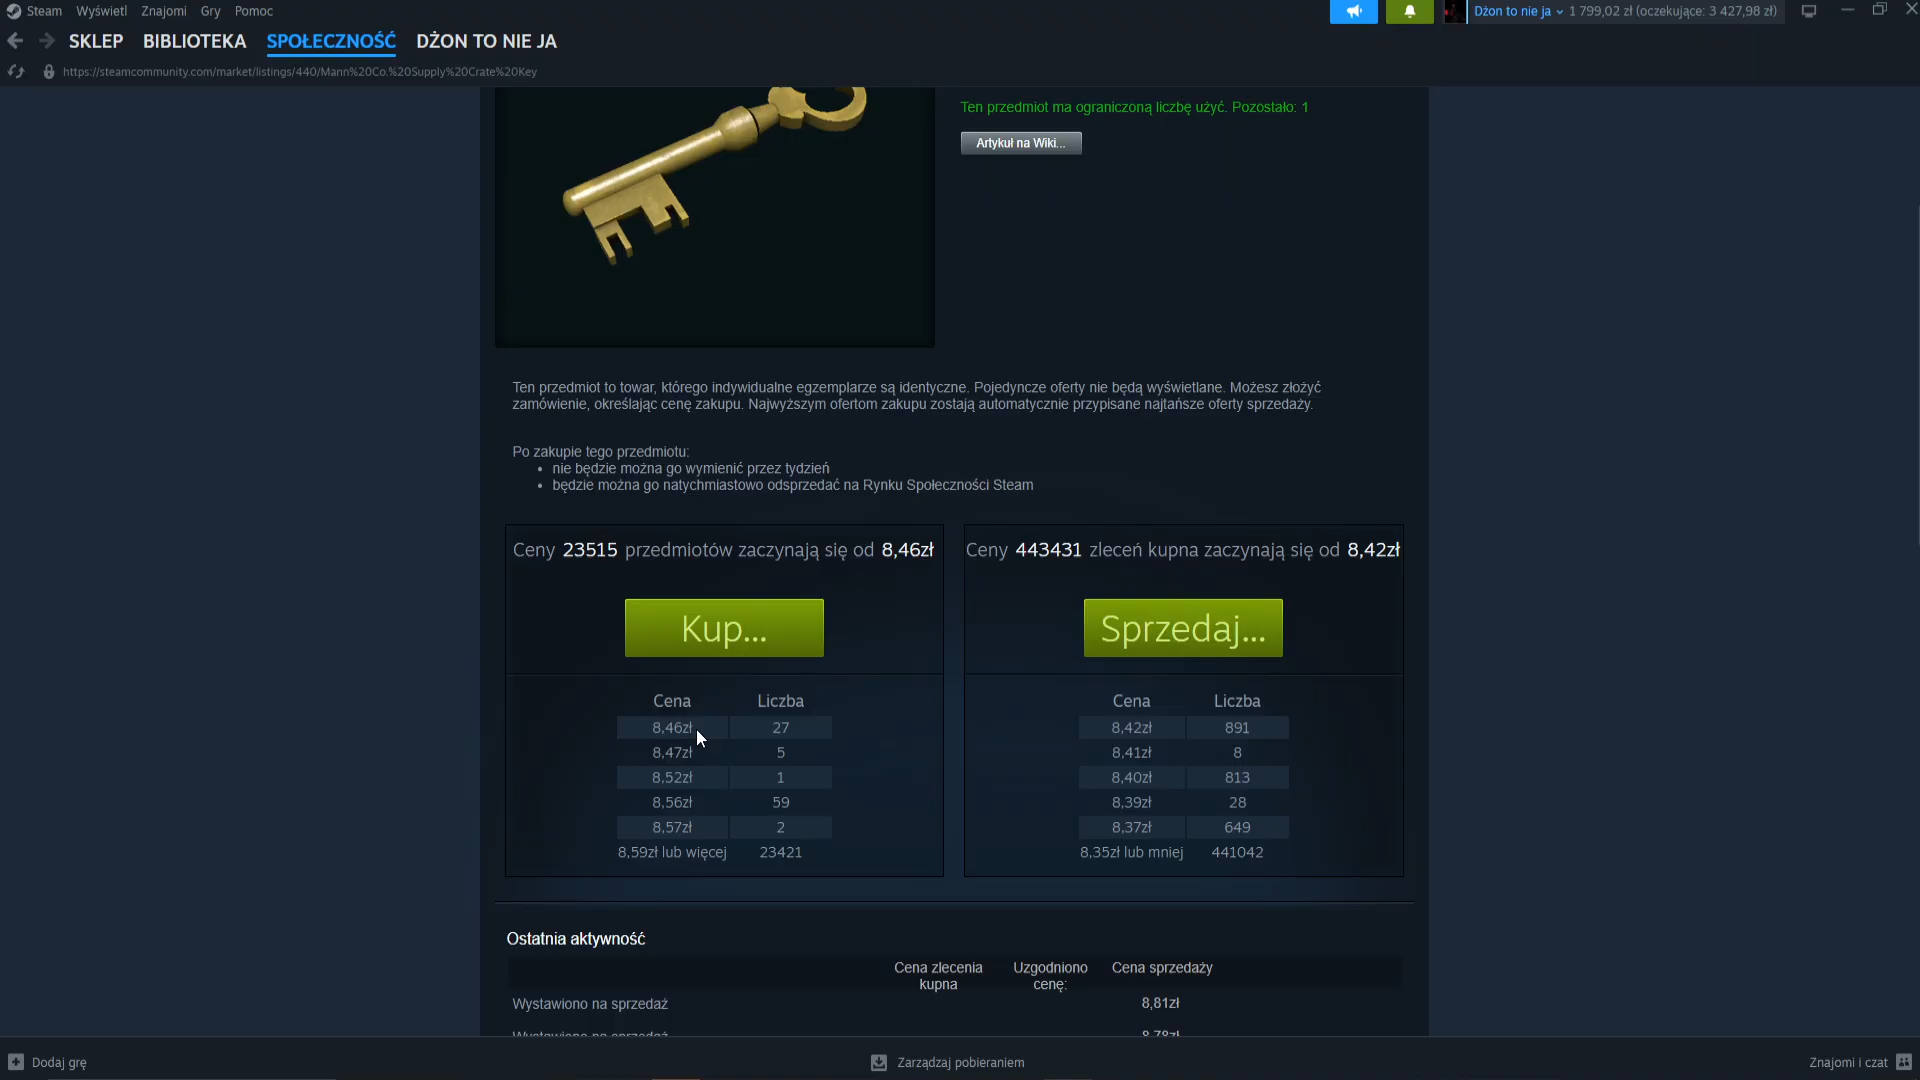 Steam Wyświetl Znajomi Gry Pomoc
Dżon to nie ja 1 799,02 zł (oczekujące: 3 427,98 zł)
SKLEP BIBLIOTEKA SPOŁECZNOŚĆ DŻON TO NIE JA
https://steamcommunity.com/market/listings/440/Mann%20Co.%20Supply%20Crate%20Key
Ten przedmiot ma ograniczoną liczbę użyć. Pozostało: 1
Artykuł na Wiki...
Ten przedmiot to towar, którego indywidualne egzemplarze są identyczne. Pojedyncze oferty nie będą wyświetlane. Możesz złożyć
zamówienie, określając cenę zakupu. Najwyższym ofertom zakupu zostają automatycznie przypisane najtańsze oferty sprzedaży.
Po zakupie tego przedmiotu:
• nie będzie można go wymienić przez tydzień
• będzie można go natychmiastowo odsprzedać na Rynku Społeczności Steam
Ceny 23515 przedmiotów zaczynają się od 8,46zł
Kup...
Cena Liczba
8,46zł 27
8,47zł 5
8,52zł 1
8,56zł 59
8,57zł 2
8,59zł lub więcej 23421
Ceny 443431 zleceń kupna zaczynają się od 8,42zł
Sprzedaj...
Cena Liczba
8,42zł 891
8,41zł 8
8,40zł 813
8,39zł 28
8,37zł 649
8,35zł lub mniej 441042
Ostatnia aktywność
Cena zlecenia Uzgodniono Cena sprzedaży
kupna cenę:
Wystawiono na sprzedaż 8,81zł
Wystawiono na sprzedaż 8,78zł
Dodaj grę Zarządzaj pobieraniem Znajomi i czat